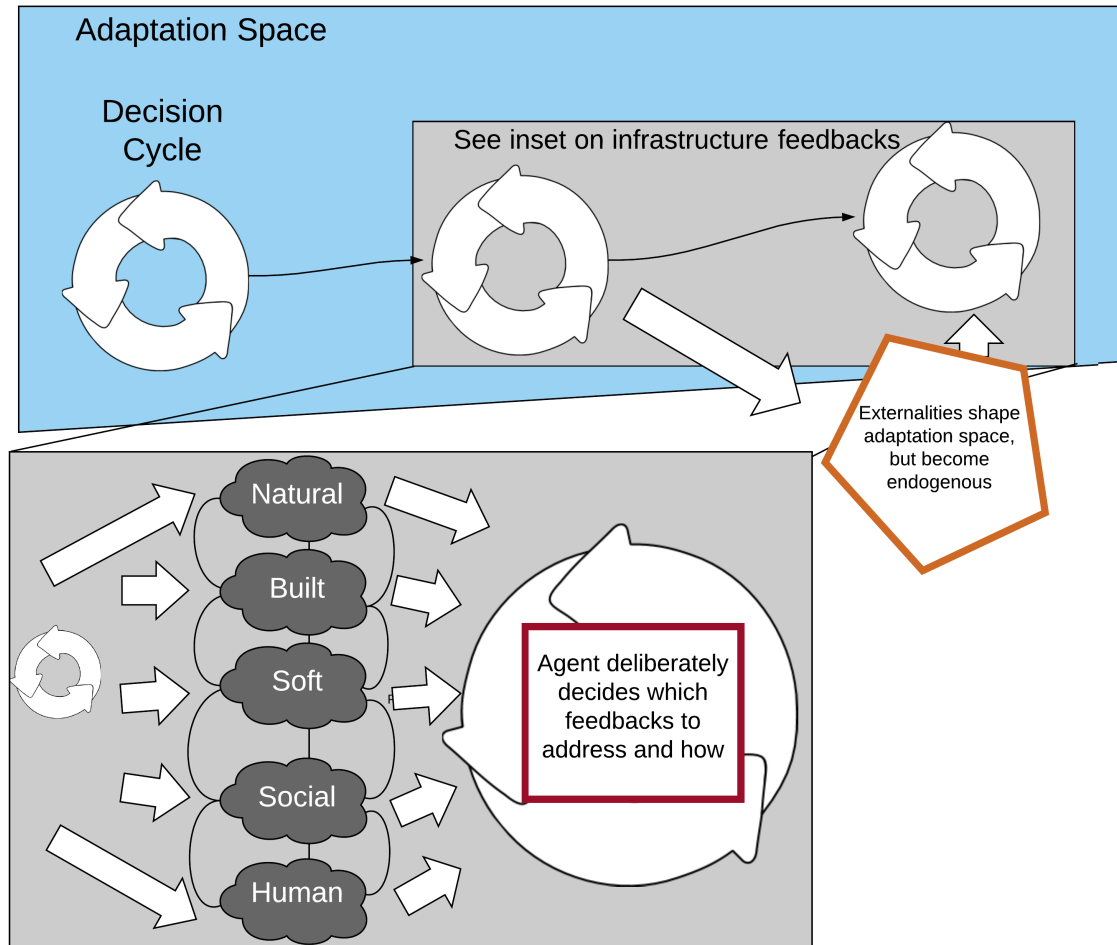 Adaptation Space
Decision
Cycle
See inset on infrastructure feedbacks
Externalities shape
adaptation space,
but become
endogenous
Natural
Built
Soft
Social
Human
Agent deliberately
decides which
feedbacks to
address and how